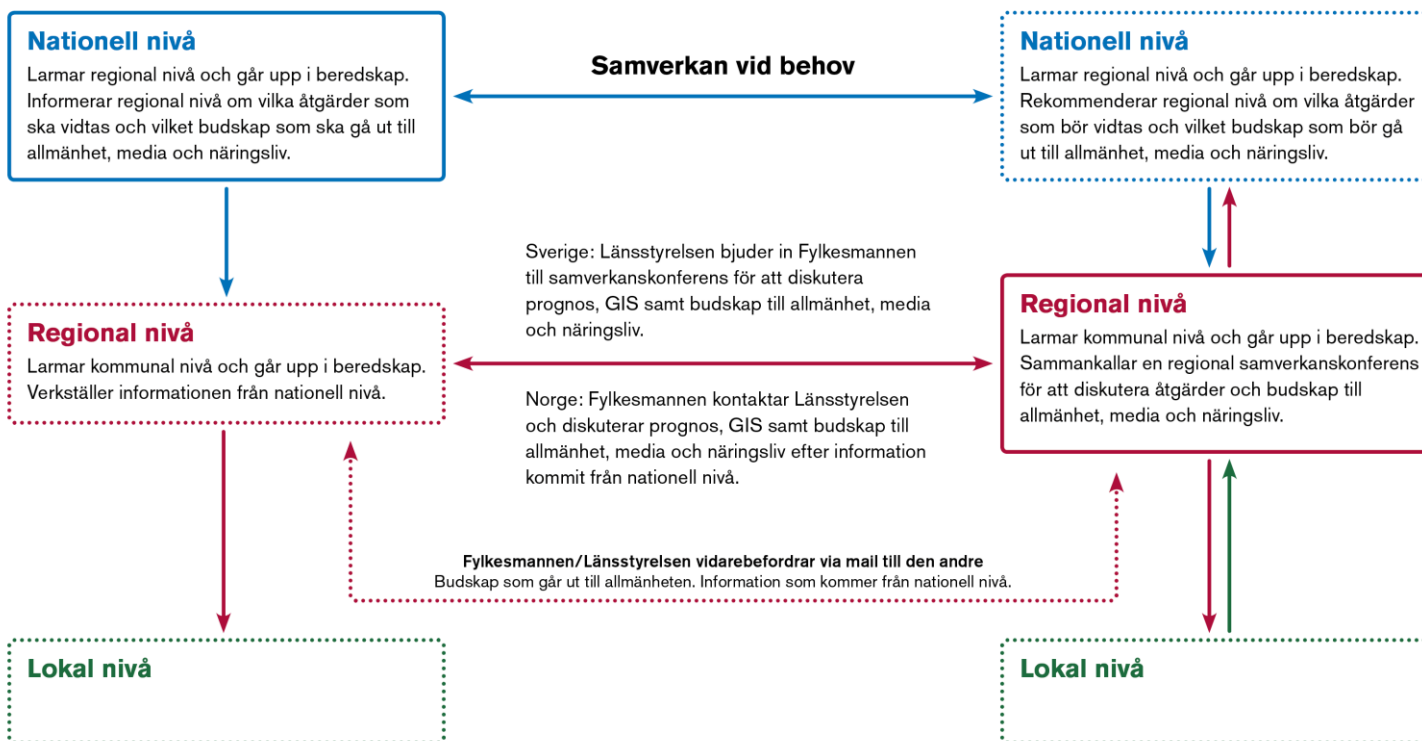 Nationell nivå
Larmar regional nivå och går upp i beredskap.
Informerar regional nivå om vilka åtgärder som
ska vidtas och vilket budskap som ska gå ut till
allmänhet, media och näringsliv.
Samverkan vid behov
Nationell nivå
Larmar regional nivå och går upp i beredskap.
Rekommenderar regional nivå om vilka åtgärder
som bör vidtas och vilket budskap som bör gå
ut till allmänhet, media och näringsliv.
Sverige: Länsstyrelsen bjuder in Fylkesmannen
till samverkanskonferens för att diskutera
prognos, GIS samt budskap till allmänhet, media
och näringsliv.
Regional nivå
Larmar kommunal nivå och går upp i beredskap.
Verkställer informationen från nationell nivå.
Regional nivå
Larmar kommunal nivå och går upp i beredskap.
Sammankallar en regional samverkanskonferens
för att diskutera åtgärder och budskap till
allmänhet, media och näringsliv.
Norge: Fylkesmannen kontaktar Länsstyrelsen
och diskuterar prognos, GIS samt budskap till
allmänhet, media och näringsliv efter information
kommit från nationell nivå.
Fylkesmannen/Länsstyrelsen vidarebefordrar via mail till den andre
Budskap som går ut till allmänheten. Information som kommer från nationell nivå.
Lokal nivå
Lokal nivå